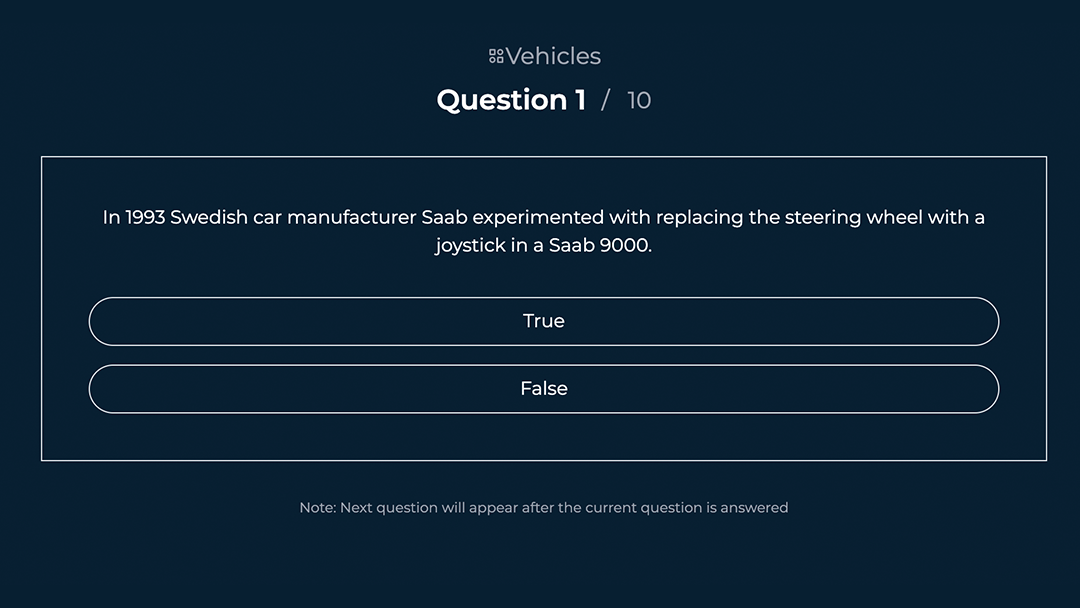 Vehicles
Question 1 / 10
In 1993 Swedish car manufacturer Saab experimented with replacing the steering wheel with a
joystick in a Saab 9000.
True
False
Note: Next question will appear after the current question is answered